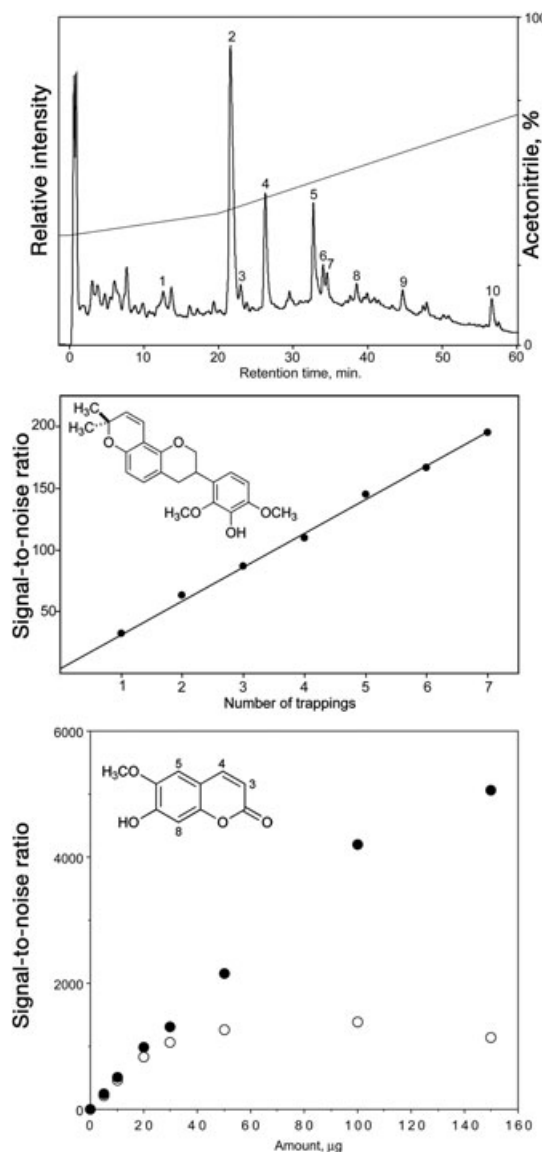 100
2
Relative intensity
Acetonitrile, %
4
5
6
7
1
3
8
9
10
0
0
10
20
30
40
50
60
Retention time, min.
200
H₃C
H₃C
O
O
150
H₃CO
OCH₃
OH
Signal-to-noise ratio
100
50
1
2
3
4
5
6
7
Number of trappings
6000
5
4
H₃CO
3
HO
O
O
8
Signal-to-noise ratio
4000
2000
0
0
20
40
60
80
100
120
140
160
Amount, μg